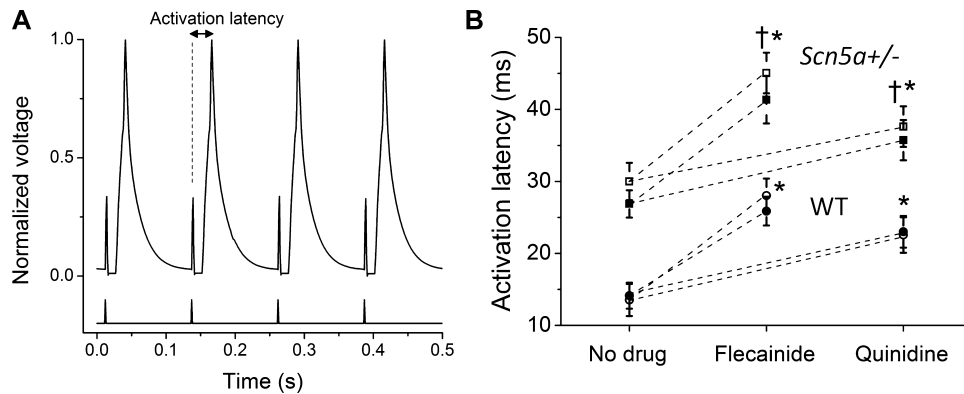 A
Activation latency
1.0
0.5
0.0
Normalized voltage
0.0 0.1 0.2 0.3 0.4 0.5
Time (s)
B
†* Scn5a+/-
†*
* WT *
50
40
30
20
10
Activation latency (ms)
No drug Flecainide Quinidine